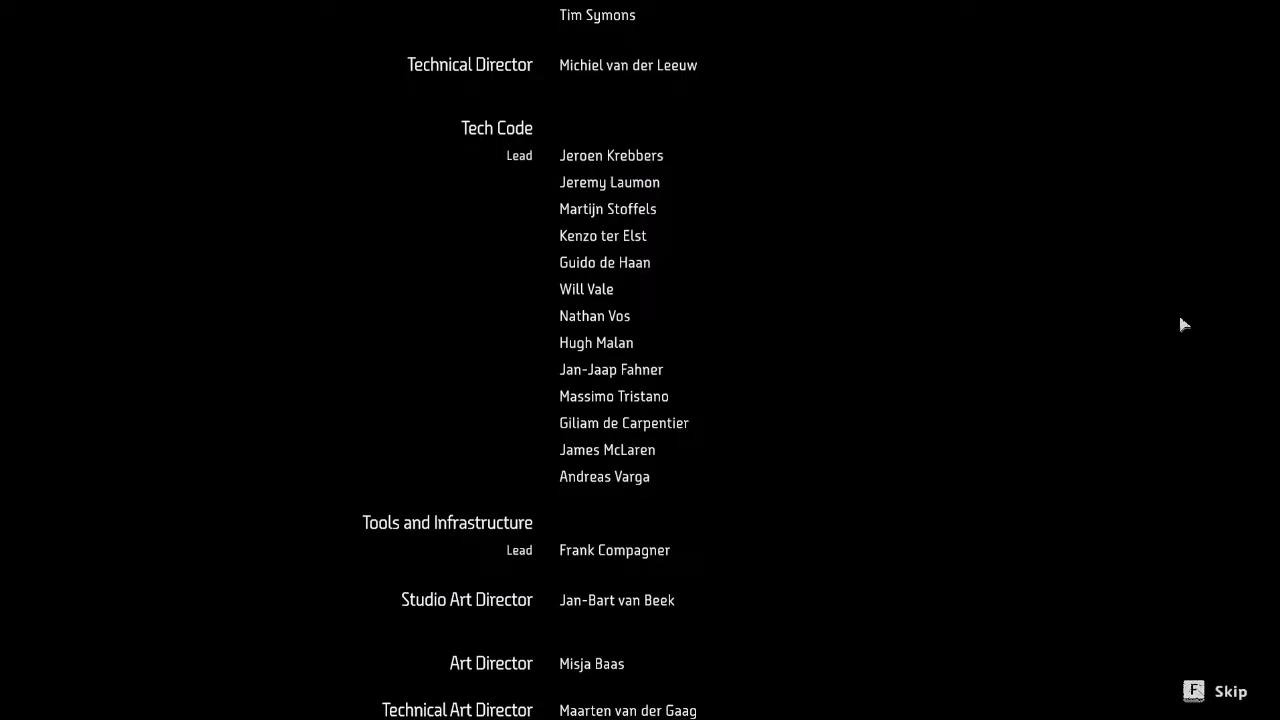 Tim Symons
Technical Director Michiel van der Leeuw
Tech Code
Lead Jeroen Krebbers
Jeremy Laumon
Martijn Stoffels
Kenzo ter Elst
Guido de Haan
Will Vale
Nathan Vos
Hugh Malan
Jan-Jaap Fahner
Massimo Tristano
Giliam de Carpentier
James McLaren
Andreas Varga
Tools and Infrastructure
Lead Frank Compagner
Studio Art Director Jan-Bart van Beek
Art Director Misja Baas
Technical Art Director Maarten van der Gaag
F Skip